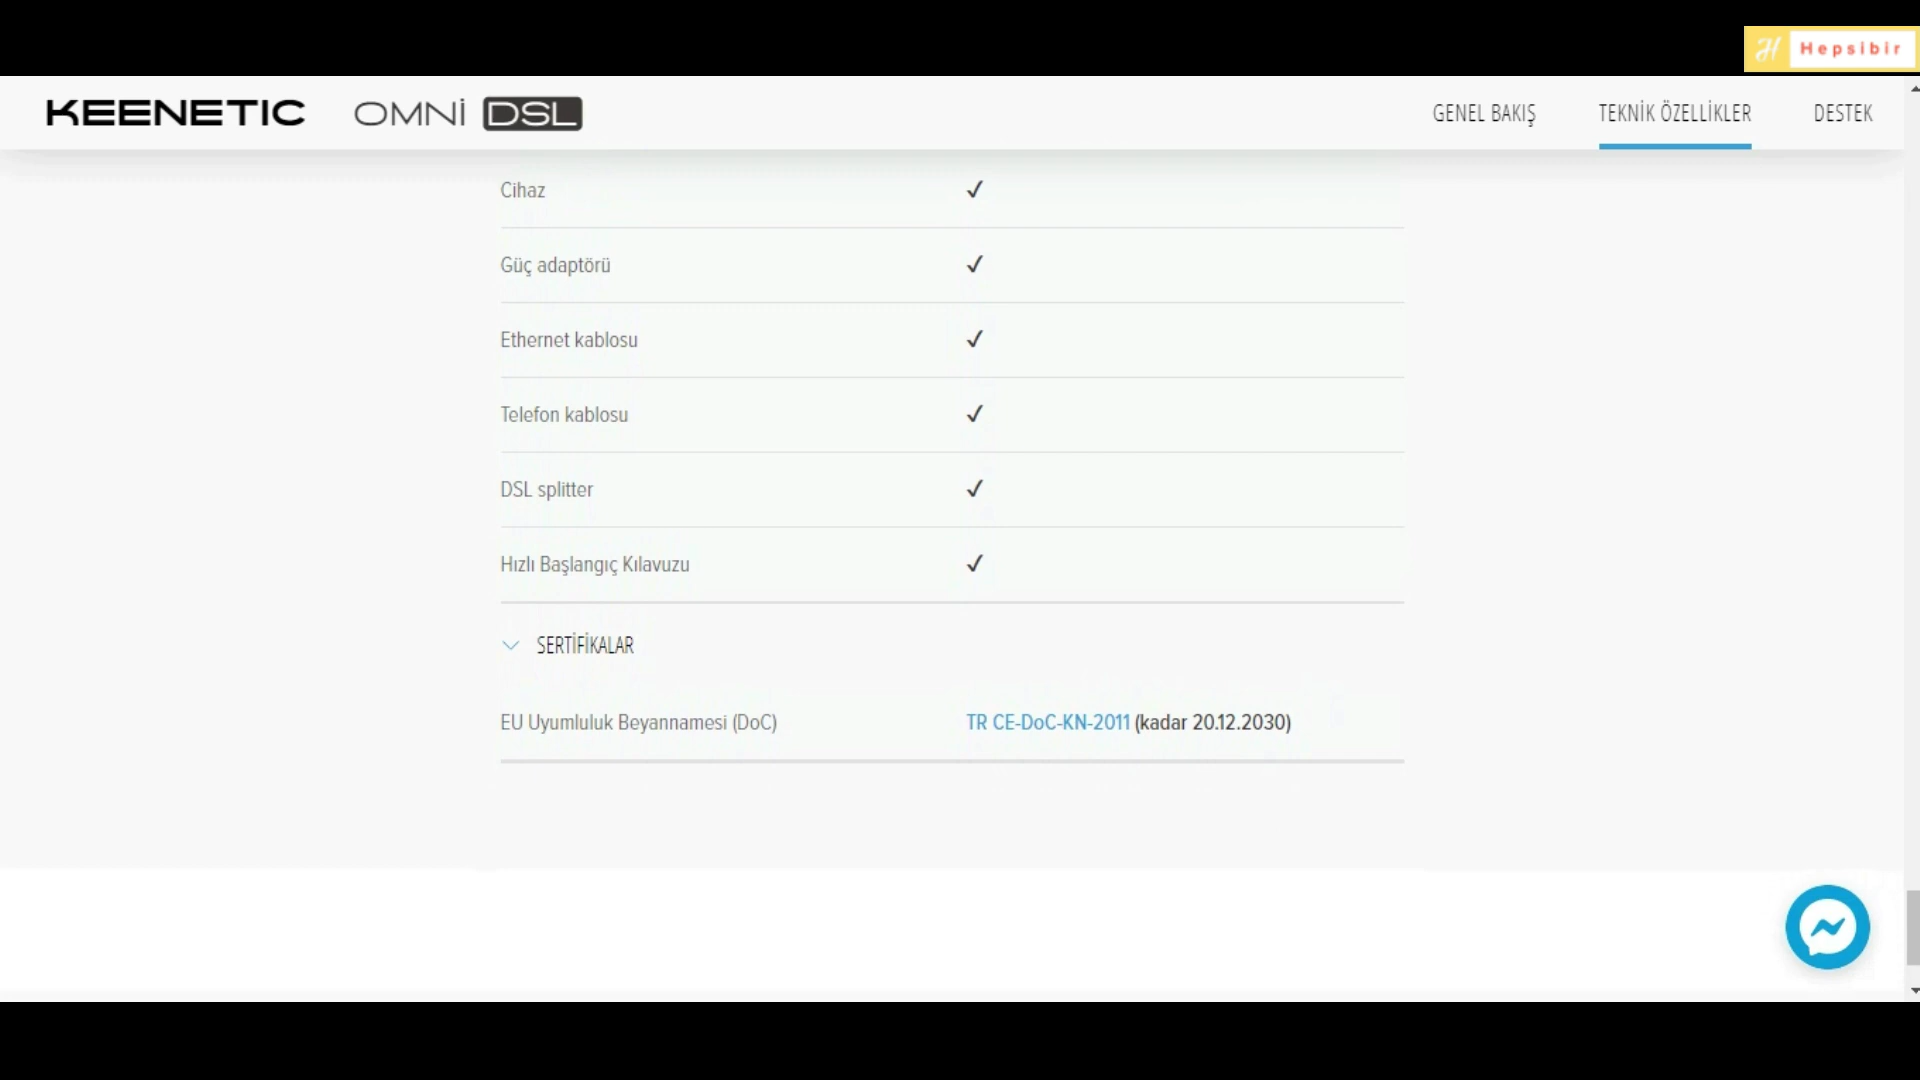 H Hepsibir
KEENETIC OMNİ DSL GENEL BAKIŞ TEKNİK ÖZELLİKLER DESTEK
Cihaz ✓
Güç adaptörü ✓
Ethernet kablosu ✓
Telefon kablosu ✓
DSL splitter ✓
Hızlı Başlangıç Kılavuzu ✓
SERTİFİKALAR
EU Uyumluluk Beyannamesi (DoC) TR CE-DoC-KN-2011 (kadar 20.12.2030)